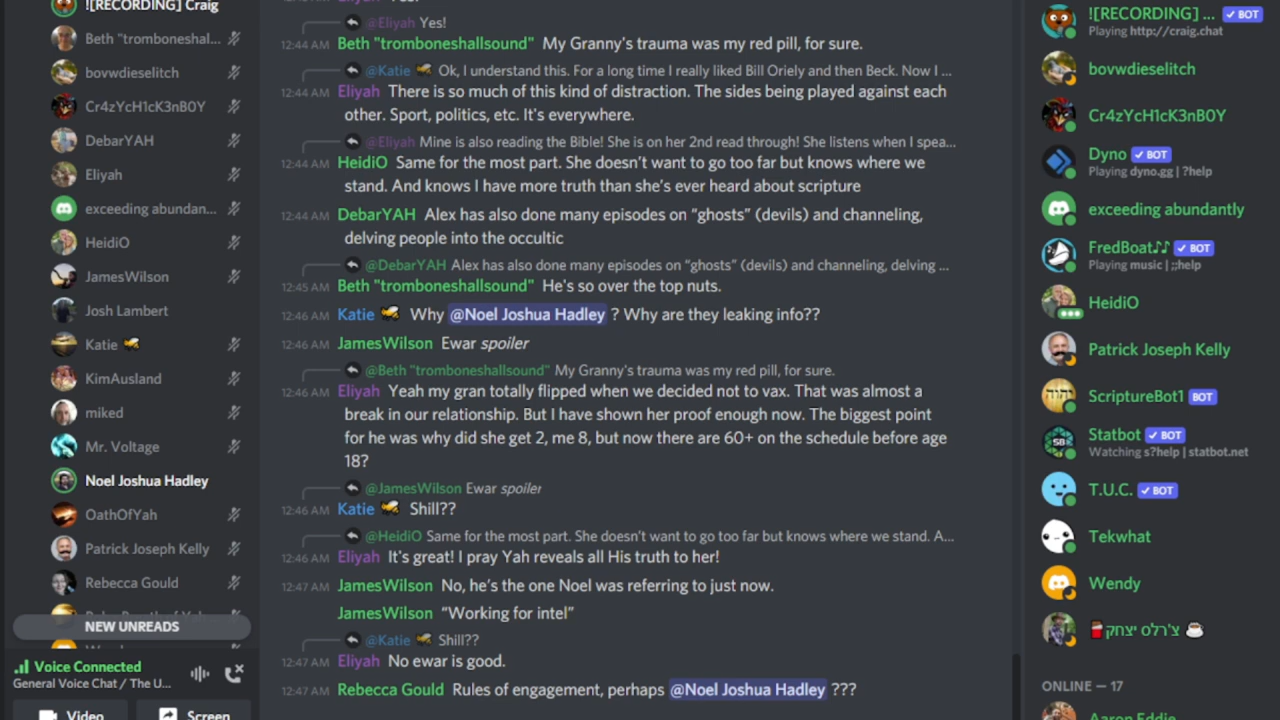 ![RECORDING] Craig
Beth "tromboneshal...
bovwdieselitch
Cr4zYcH1cK3nB0Y
DebarYAH
Eliyah
exceeding abundan...
HeidiO
JamesWilson
Josh Lambert
Katie
KimAusland
miked
Mr. Voltage
Noel Joshua Hadley
OathOfYah
Patrick Joseph Kelly
Rebecca Gould
NEW UNREADS
Voice Connected
General Voice Chat / The U...
Video
Screen
@Eliyah Yes!
12:44 AM Beth "tromboneshallsound" My Granny's trauma was my red pill, for sure.
@Katie Ok, I understand this. For a long time I really liked Bill Oriely and then Beck. Now I ...
12:44 AM Eliyah There is so much of this kind of distraction. The sides being played against each
other. Sport, politics, etc. It's everywhere.
@Eliyah Mine is also reading the Bible! She is on her 2nd read through! She listens when I spea...
12:44 AM HeidiO Same for the most part. She doesn't want to go too far but knows where we
stand. And knows I have more truth than she's ever heard about scripture
12:44 AM DebarYAH Alex has also done many episodes on “ghosts” (devils) and channeling,
delving people into the occultic
@DebarYAH Alex has also done many episodes on “ghosts” (devils) and channeling, delving ...
12:45 AM Beth "tromboneshallsound" He's so over the top nuts.
12:46 AM Katie Why @Noel Joshua Hadley ? Why are they leaking info??
12:46 AM JamesWilson Ewar spoiler
@Beth "tromboneshallsound" My Granny's trauma was my red pill, for sure.
12:46 AM Eliyah Yeah my gran totally flipped when we decided not to vax. That was almost a
break in our relationship. But I have shown her proof enough now. The biggest point
for he was why did she get 2, me 8, but now there are 60+ on the schedule before age
18?
@JamesWilson Ewar spoiler
12:46 AM Katie Shill??
@HeidiO Same for the most part. She doesn't want to go too far but knows where we stand. A...
12:46 AM Eliyah It's great! I pray Yah reveals all His truth to her!
12:47 AM JamesWilson No, he's the one Noel was referring to just now.
JamesWilson “Working for intel”
@Katie Shill??
12:47 AM Eliyah No ewar is good.
12:47 AM Rebecca Gould Rules of engagement, perhaps @Noel Joshua Hadley ???
![RECORDING] ... BOT
Playing http://craig.chat
bovwdieselitch
Cr4zYcH1cK3nB0Y
Dyno BOT
Playing dyno.gg | ?help
exceeding abundantly
FredBoat♪♪ BOT
Playing music | ;;help
HeidiO
Patrick Joseph Kelly
יהוה
ScriptureBot1 BOT
SB
Statbot BOT
Watching s?help | statbot.net
T.U.C. BOT
Tekwhat
Wendy
צ'רלס יצחק
ONLINE — 17
Aaron Eddie